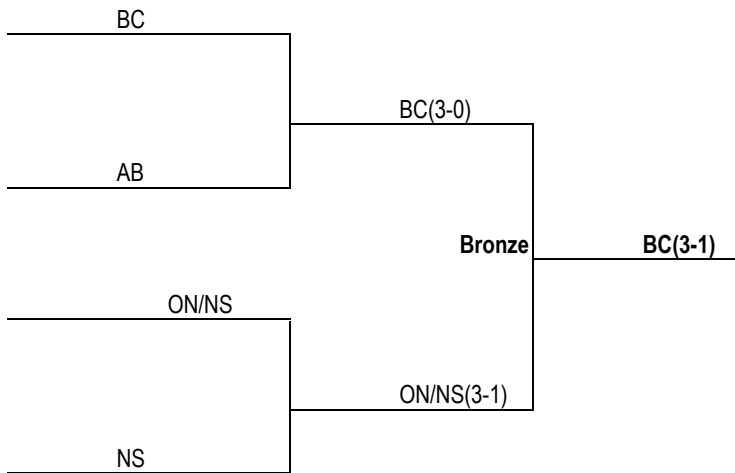 BC
BC(3-0)
AB
Bronze BC(3-1)
ON/NS
ON/NS(3-1)
NS